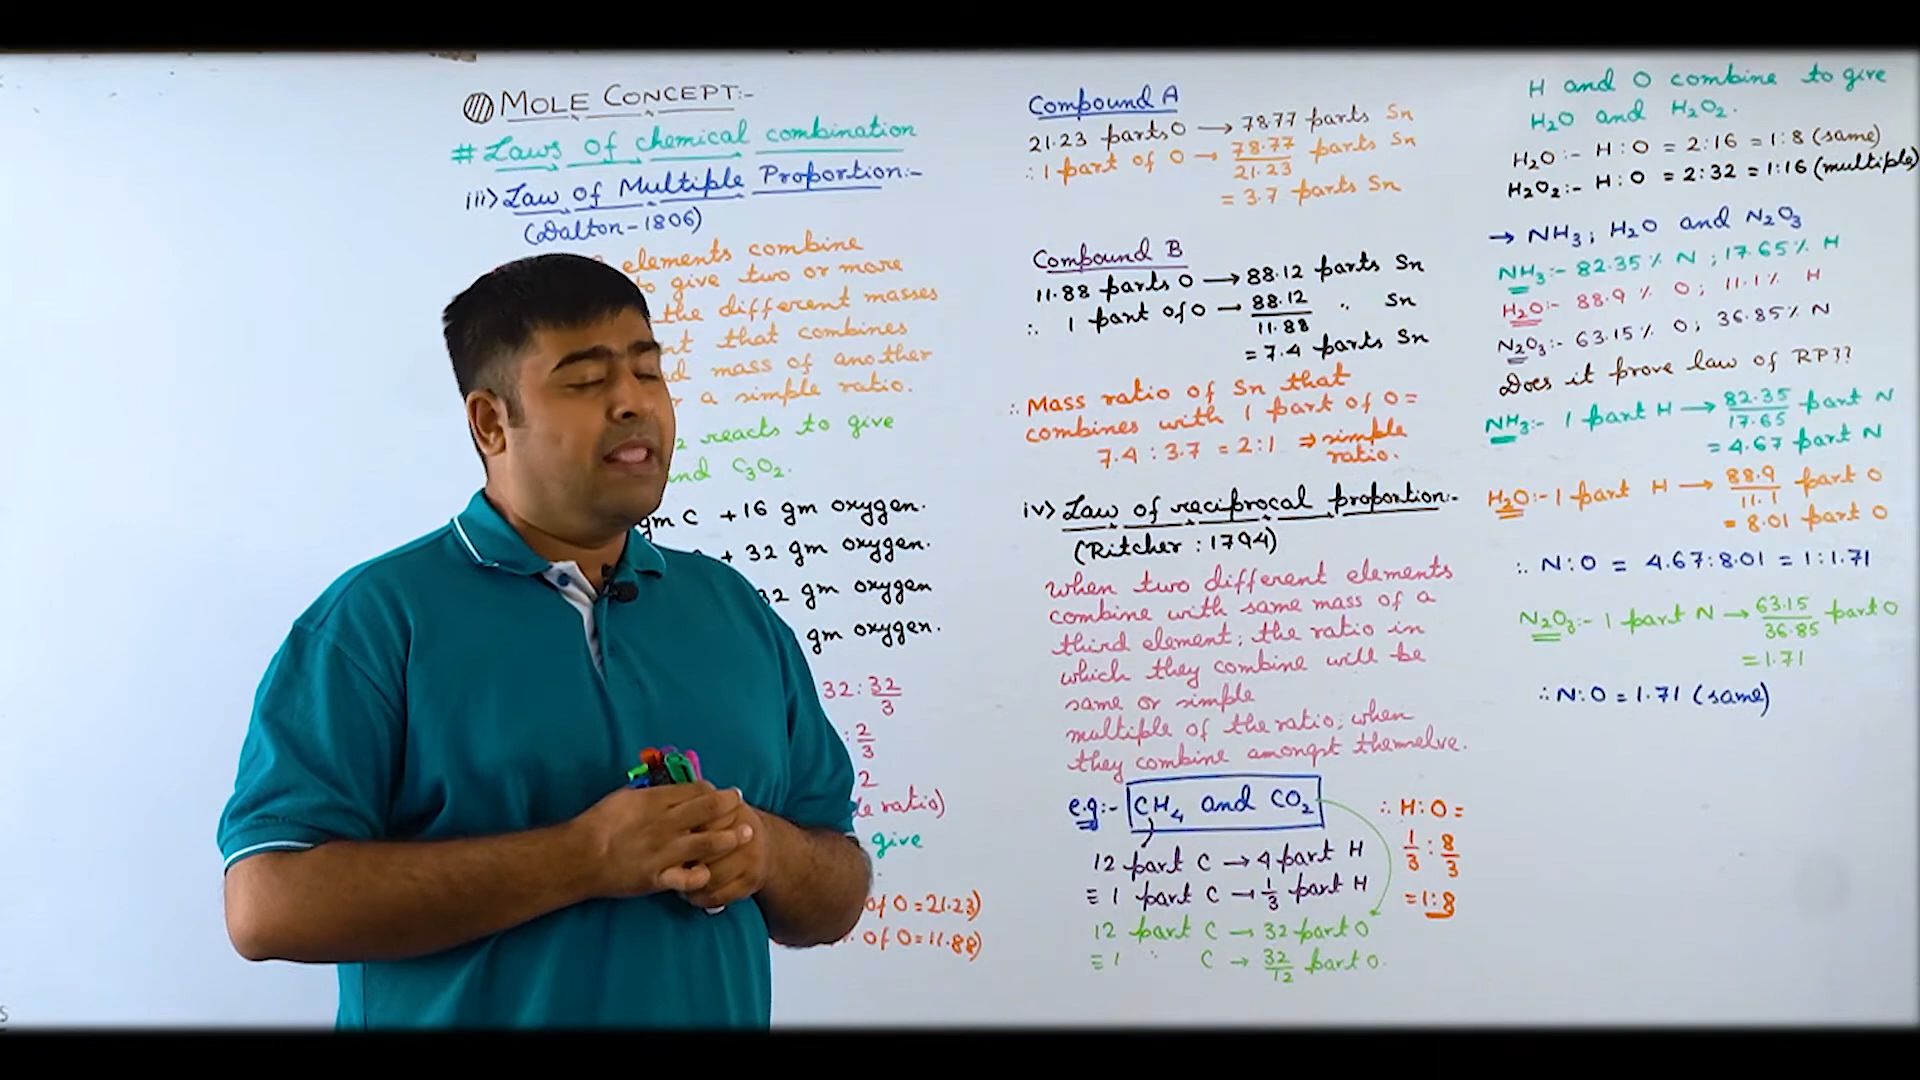 MOLE CONCEPT:-
# Laws of chemical combination
iii> Law of Multiple Proportion:-
(Dalton-1806)
elements combine
to give two or more
the different masses
that combines
mass of another
a simple ratio.
reacts to give
and C3O2.
gm C + 16 gm oxygen.
+ 32 gm oxygen.
32 gm oxygen
gm oxygen.
32 : 32/3
: 2/3
2
ratio)
give
of O = 21.23)
of O = 11.88)
Compound A
21.23 parts O → 78.77 parts Sn
∴ 1 part of O → 78.77/21.23 parts Sn
= 3.7 parts Sn
Compound B
11.88 parts O → 88.12 parts Sn
∴ 1 part of O → 88.12/11.88 " Sn
= 7.4 parts Sn
∴ Mass ratio of Sn that
combines with 1 part of O =
7.4 : 3.7 = 2:1 ⇒ simple
ratio.
iv> Law of reciprocal proportion:-
(Ritcher : 1794)
When two different elements
combine with same mass of a
third element; the ratio in
which they combine will be
same or simple
multiple of the ratio; when
they combine amongst themselve.
e.g:- CH4 and CO2
12 part C → 4 part H
≡ 1 part C → 1/3 part H
12 part C → 32 part O
≡ 1 " C → 32/12 part O.
∴ H:O =
1/3 : 8/3
= 1:8
H and O combine to give
H2O and H2O2.
H2O :- H : O = 2:16 = 1:8 (same)
H2O2:- H:O = 2:32 = 1:16 (multiple)
→ NH3; H2O and N2O3
NH3:- 82.35% N ; 17.65% H
H2O:- 88.9% O; 11.1% H
N2O3:- 63.15% O; 36.85% N
Does it prove law of RP??
NH3:- 1 part H → 82.35/17.65 part N
= 4.67 part N
H2O:- 1 part H → 88.9/11.1 part O
= 8.01 part O
∴ N:O = 4.67:8.01 = 1:1.71
N2O3:- 1 part N → 63.15/36.85 part O
= 1.71
∴ N:O = 1.71 (same)